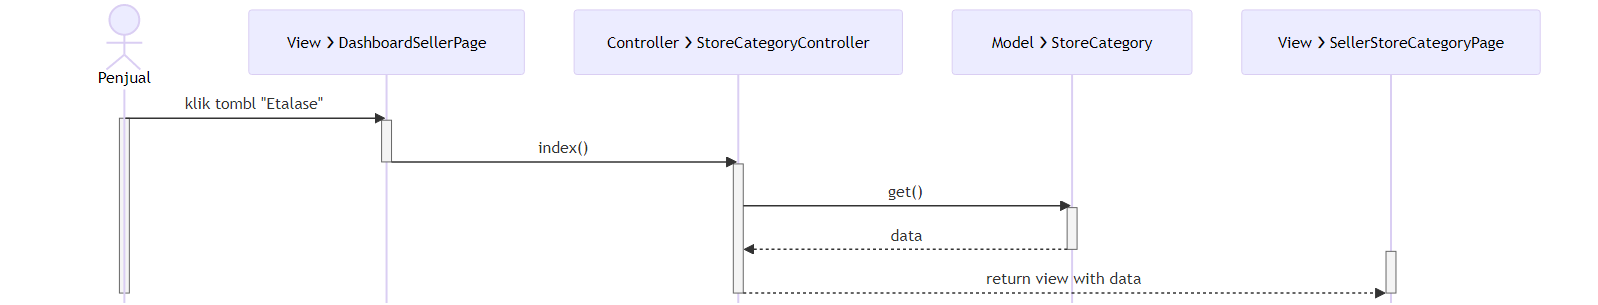 Penjual
View ❯ DashboardSellerPage
Controller ❯ StoreCategoryController
Model ❯ StoreCategory
View ❯ SellerStoreCategoryPage
klik tombl "Etalase"
index()
get()
data
return view with data